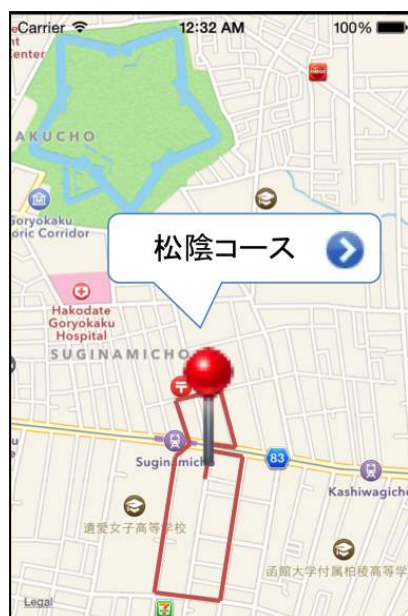 Carrier 12:32 AM 100%
ENEOS
Center
AKUCHO
Goryokaku
oric Corridor
松陰コース
Hakodate
Goryokaku
Hospital
SUGINAMICHO
Suginamicho
83
Kashiwagicho
遺愛女子高等学校
函館大学付属柏稜高等学校
Legal